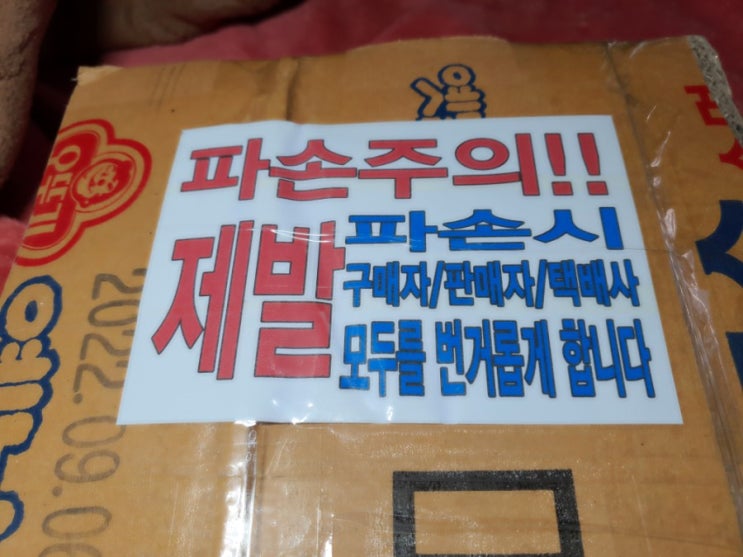 파손주의!!
제발
파손시
구매자/판매자/택배사
모두를 번거롭게 합니다
2022.09.06